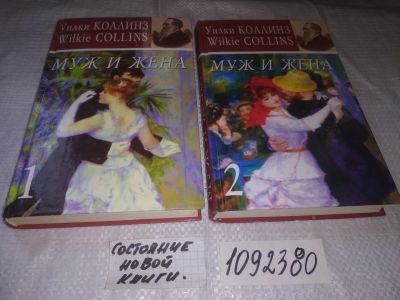 Уилки КОЛЛИНЗ
Wilkie COLLINS
МУЖ И ЖЕНА
1
Уилки КОЛЛИНЗ
Wilkie COLLINS
МУЖ И ЖЕНА
2
СОСТОЯНИЕ
НОВОЙ
КНИГИ.
1092380